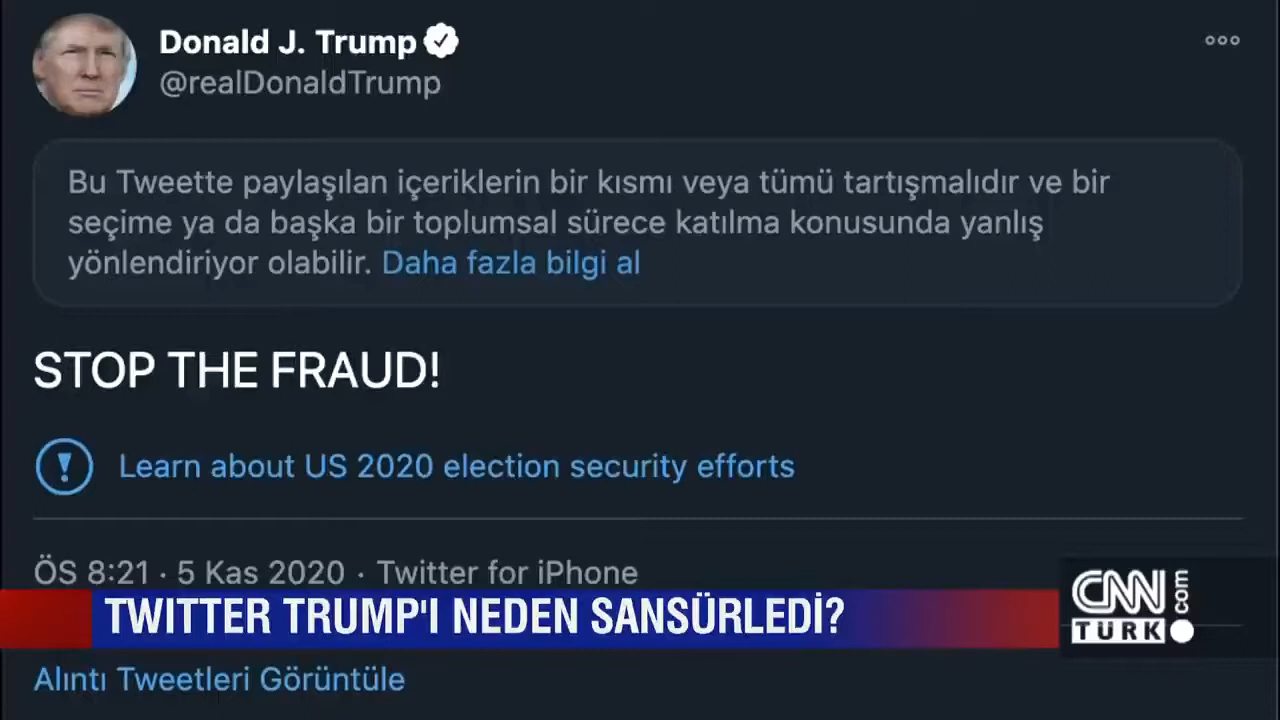 Donald J. Trump
@realDonaldTrump
Bu Tweette paylaşılan içeriklerin bir kısmı veya tümü tartışmalıdır ve bir
seçime ya da başka bir toplumsal sürece katılma konusunda yanlış
yönlendiriyor olabilir. Daha fazla bilgi al
STOP THE FRAUD!
Learn about US 2020 election security efforts
ÖS 8:21 · 5 Kas 2020 · Twitter for iPhone
TWITTER TRUMP'I NEDEN SANSÜRLEDİ?
CNN
TURK
.com
Alıntı Tweetleri Görüntüle